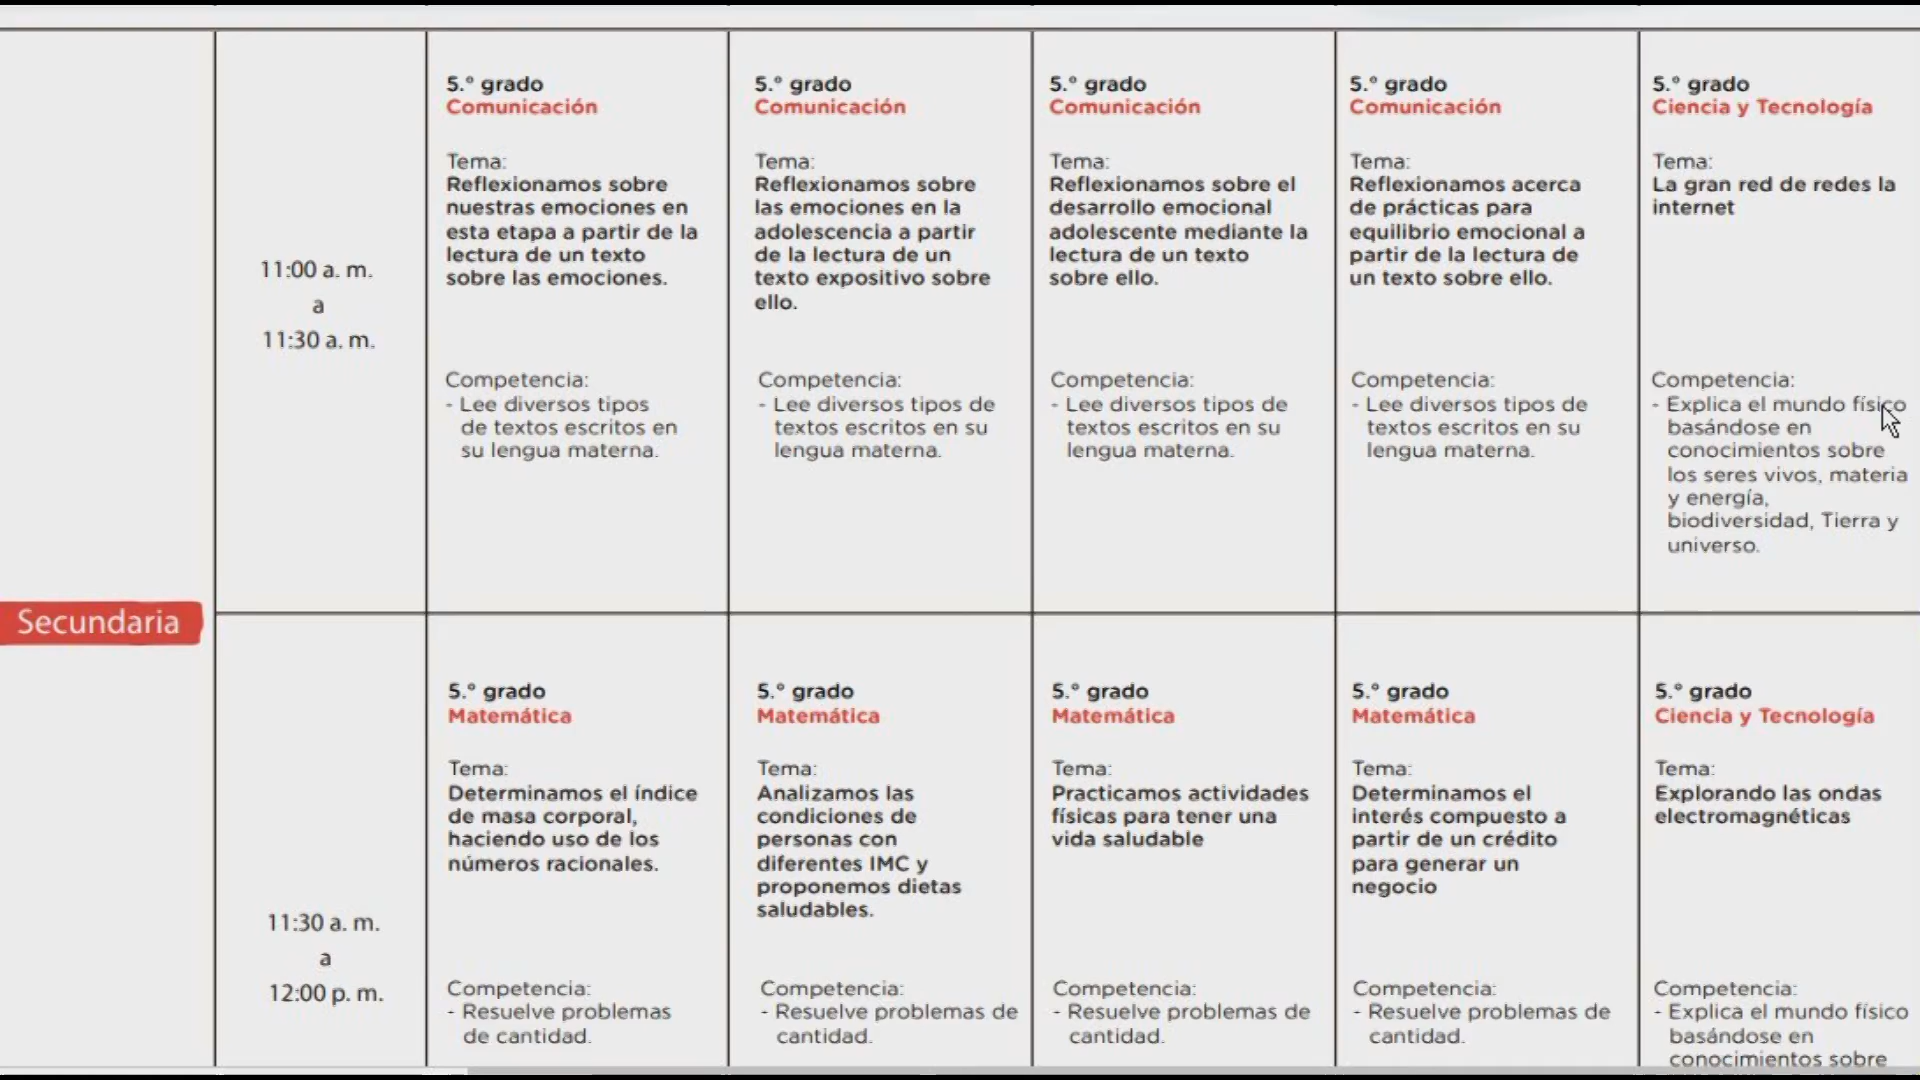 11:00 a. m.
a
11:30 a. m.
5.° grado
Comunicación
Tema:
Reflexionamos sobre
nuestras emociones en
esta etapa a partir de la
lectura de un texto
sobre las emociones.
Competencia:
- Lee diversos tipos
de textos escritos en
su lengua materna.
5.° grado
Comunicación
Tema:
Reflexionamos sobre
las emociones en la
adolescencia a partir
de la lectura de un
texto expositivo sobre
ello.
Competencia:
- Lee diversos tipos de
textos escritos en su
lengua materna.
5.° grado
Comunicación
Tema:
Reflexionamos sobre el
desarrollo emocional
adolescente mediante la
lectura de un texto
sobre ello.
Competencia:
- Lee diversos tipos de
textos escritos en su
lengua materna.
5.° grado
Comunicación
Tema:
Reflexionamos acerca
de prácticas para
equilibrio emocional a
partir de la lectura de
un texto sobre ello.
Competencia:
- Lee diversos tipos de
textos escritos en su
lengua materna.
5.° grado
Ciencia y Tecnología
Tema:
La gran red de redes la
internet
Competencia:
- Explica el mundo físico
basándose en
conocimientos sobre
los seres vivos, materia
y energía,
biodiversidad, Tierra y
universo.
Secundaria
11:30 a. m.
a
12:00 p. m.
5.° grado
Matemática
Tema:
Determinamos el índice
de masa corporal,
haciendo uso de los
números racionales.
Competencia:
- Resuelve problemas
de cantidad.
5.° grado
Matemática
Tema:
Analizamos las
condiciones de
personas con
diferentes IMC y
proponemos dietas
saludables.
Competencia:
- Resuelve problemas de
cantidad.
5.° grado
Matemática
Tema:
Practicamos actividades
físicas para tener una
vida saludable
Competencia:
- Resuelve problemas de
cantidad.
5.° grado
Matemática
Tema:
Determinamos el
interés compuesto a
partir de un crédito
para generar un
negocio
Competencia:
- Resuelve problemas de
cantidad.
5.° grado
Ciencia y Tecnología
Tema:
Explorando las ondas
electromagnéticas
Competencia:
- Explica el mundo físico
basándose en
conocimientos sobre